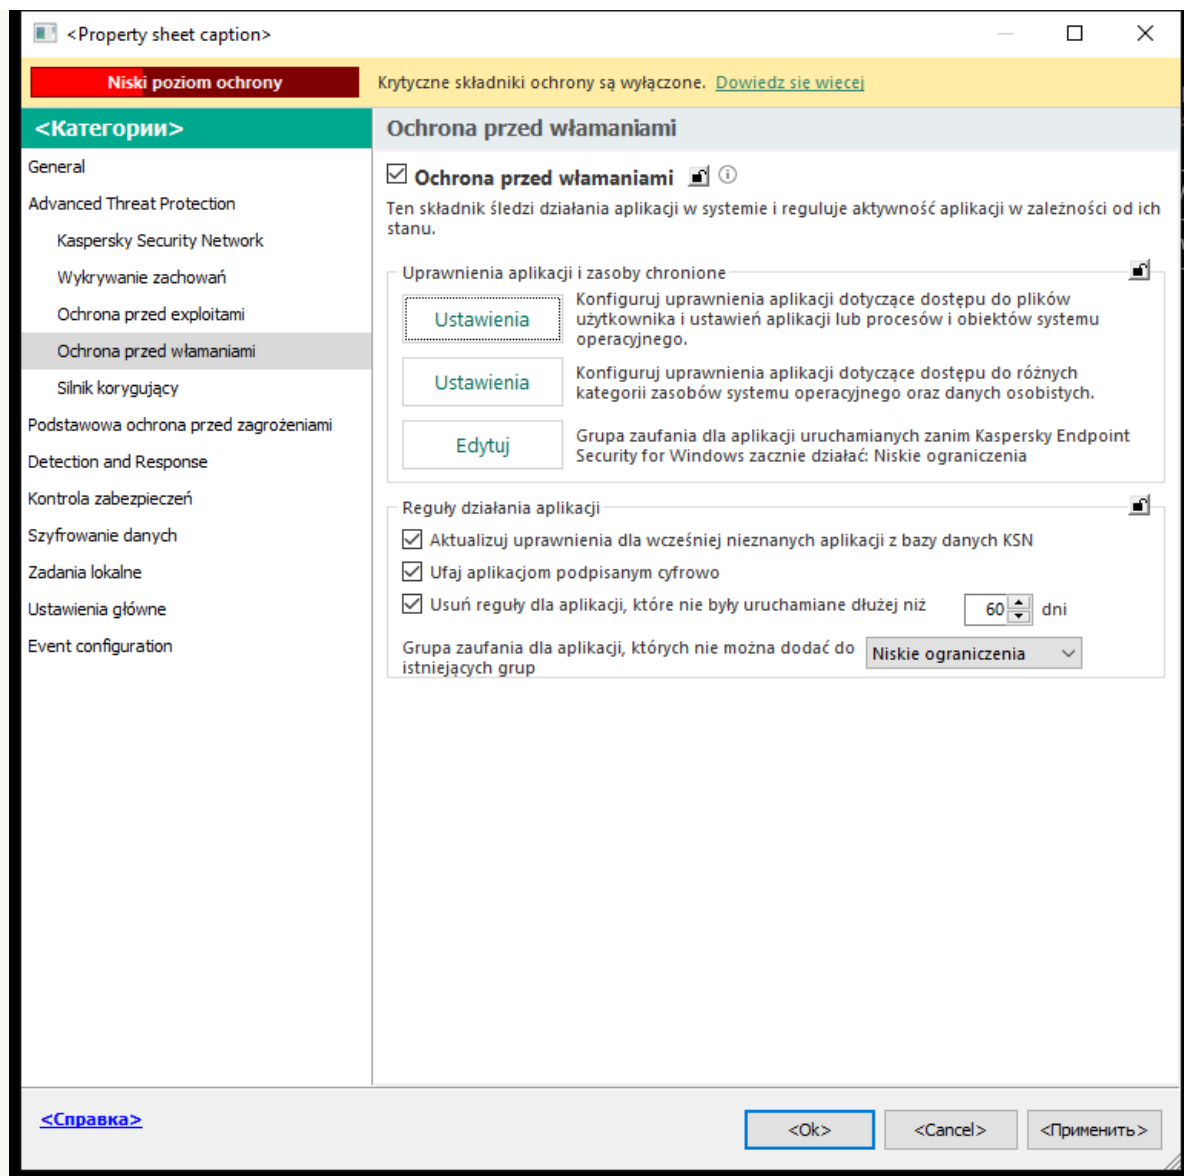 <Property sheet caption>
Niski poziom ochrony
Krytyczne składniki ochrony są wyłączone. Dowiedz się więcej
<Категории>
General
Advanced Threat Protection
Kaspersky Security Network
Wykrywanie zachowań
Ochrona przed exploitami
Ochrona przed włamaniami
Silnik korygujący
Podstawowa ochrona przed zagrożeniami
Detection and Response
Kontrola zabezpieczeń
Szyfrowanie danych
Zadania lokalne
Ustawienia główne
Event configuration
Ochrona przed włamaniami
Ochrona przed włamaniami
Ten składnik śledzi działania aplikacji w systemie i reguluje aktywność aplikacji w zależności od ich
stanu.
Uprawnienia aplikacji i zasoby chronione
Ustawienia
Konfiguruj uprawnienia aplikacji dotyczące dostępu do plików
użytkownika i ustawień aplikacji lub procesów i obiektów systemu
operacyjnego.
Ustawienia
Konfiguruj uprawnienia aplikacji dotyczące dostępu do różnych
kategorii zasobów systemu operacyjnego oraz danych osobistych.
Edytuj
Grupa zaufania dla aplikacji uruchamianych zanim Kaspersky Endpoint
Security for Windows zacznie działać: Niskie ograniczenia
Reguły działania aplikacji
Aktualizuj uprawnienia dla wcześniej nieznanych aplikacji z bazy danych KSN
Ufaj aplikacjom podpisanym cyfrowo
Usuń reguły dla aplikacji, które nie były uruchamiane dłużej niż 60 dni
Grupa zaufania dla aplikacji, których nie można dodać do
istniejących grup
Niskie ograniczenia
<Справка>
<Ok>
<Cancel>
<Применить>